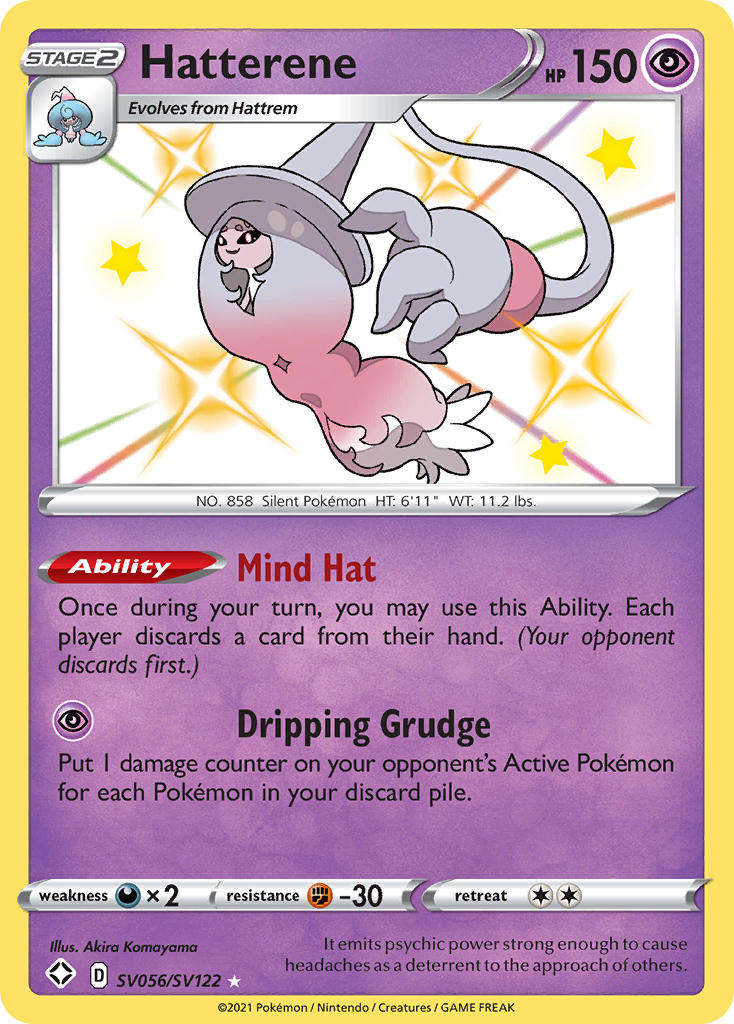 STAGE 2
Hatterene
HP 150
Evolves from Hattrem
NO. 858 Silent Pokémon HT: 6'11" WT: 11.2 lbs.
Ability Mind Hat
Once during your turn, you may use this Ability. Each
player discards a card from their hand. (Your opponent
discards first.)
Dripping Grudge
Put 1 damage counter on your opponent's Active Pokémon
for each Pokémon in your discard pile.
weakness ×2 resistance -30 retreat
Illus. Akira Komayama
It emits psychic power strong enough to cause
headaches as a deterrent to the approach of others.
D SV056/SV122
©2021 Pokémon / Nintendo / Creatures / GAME FREAK